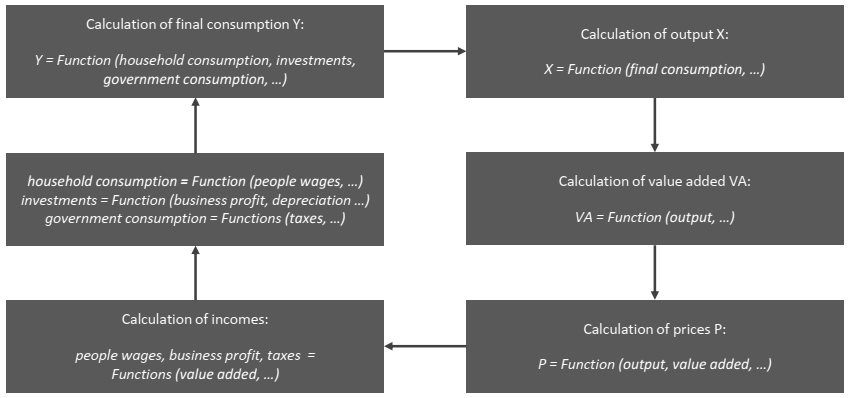 Calculation of final consumption Y:
Y = Function (household consumption, investments,
government consumption, …)
Calculation of output X:
X = Function (final consumption, …)
household consumption = Function (people wages, …)
investments = Function (business profit, depreciation …)
government consumption = Functions (taxes, …)
Calculation of value added VA:
VA = Function (output, …)
Calculation of incomes:
people wages, business profit, taxes =
Functions (value added, …)
Calculation of prices P:
P = Function (output, value added, …)